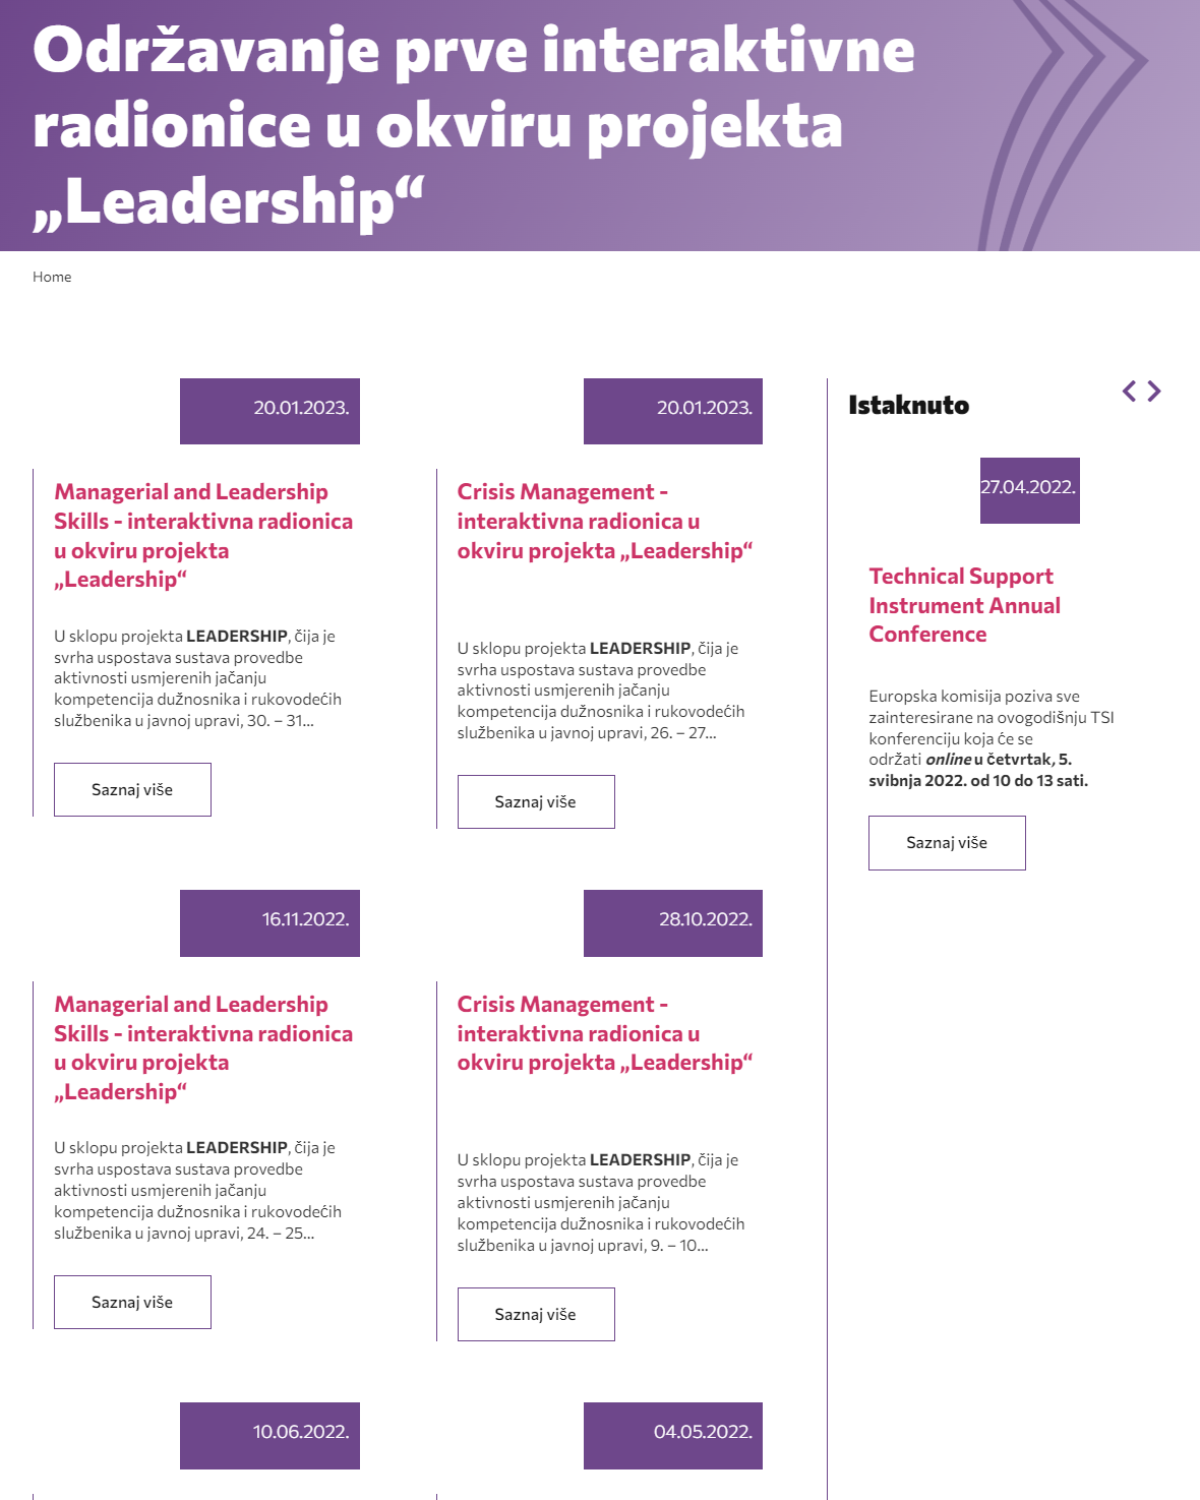 Održavanje prve interaktivne
radionice u okviru projekta
„Leadership“
Home
20.01.2023.
Managerial and Leadership
Skills - interaktivna radionica
u okviru projekta
„Leadership“
U sklopu projekta LEADERSHIP, čija je
svrha uspostava sustava provedbe
aktivnosti usmjerenih jačanju
kompetencija dužnosnika i rukovodećih
službenika u javnoj upravi, 30. – 31...
Saznaj više
20.01.2023.
Crisis Management -
interaktivna radionica u
okviru projekta „Leadership“
U sklopu projekta LEADERSHIP, čija je
svrha uspostava sustava provedbe
aktivnosti usmjerenih jačanju
kompetencija dužnosnika i rukovodećih
službenika u javnoj upravi, 26. – 27...
Saznaj više
16.11.2022.
Managerial and Leadership
Skills - interaktivna radionica
u okviru projekta
„Leadership“
U sklopu projekta LEADERSHIP, čija je
svrha uspostava sustava provedbe
aktivnosti usmjerenih jačanju
kompetencija dužnosnika i rukovodećih
službenika u javnoj upravi, 24. – 25...
Saznaj više
28.10.2022.
Crisis Management -
interaktivna radionica u
okviru projekta „Leadership“
U sklopu projekta LEADERSHIP, čija je
svrha uspostava sustava provedbe
aktivnosti usmjerenih jačanju
kompetencija dužnosnika i rukovodećih
službenika u javnoj upravi, 9. – 10...
Saznaj više
10.06.2022.
04.05.2022.
Istaknuto
27.04.2022.
Technical Support
Instrument Annual
Conference
Europska komisija poziva sve
zainteresirane na ovogodišnju TSI
konferenciju koja će se
održati online u četvrtak, 5.
svibnja 2022. od 10 do 13 sati.
Saznaj više